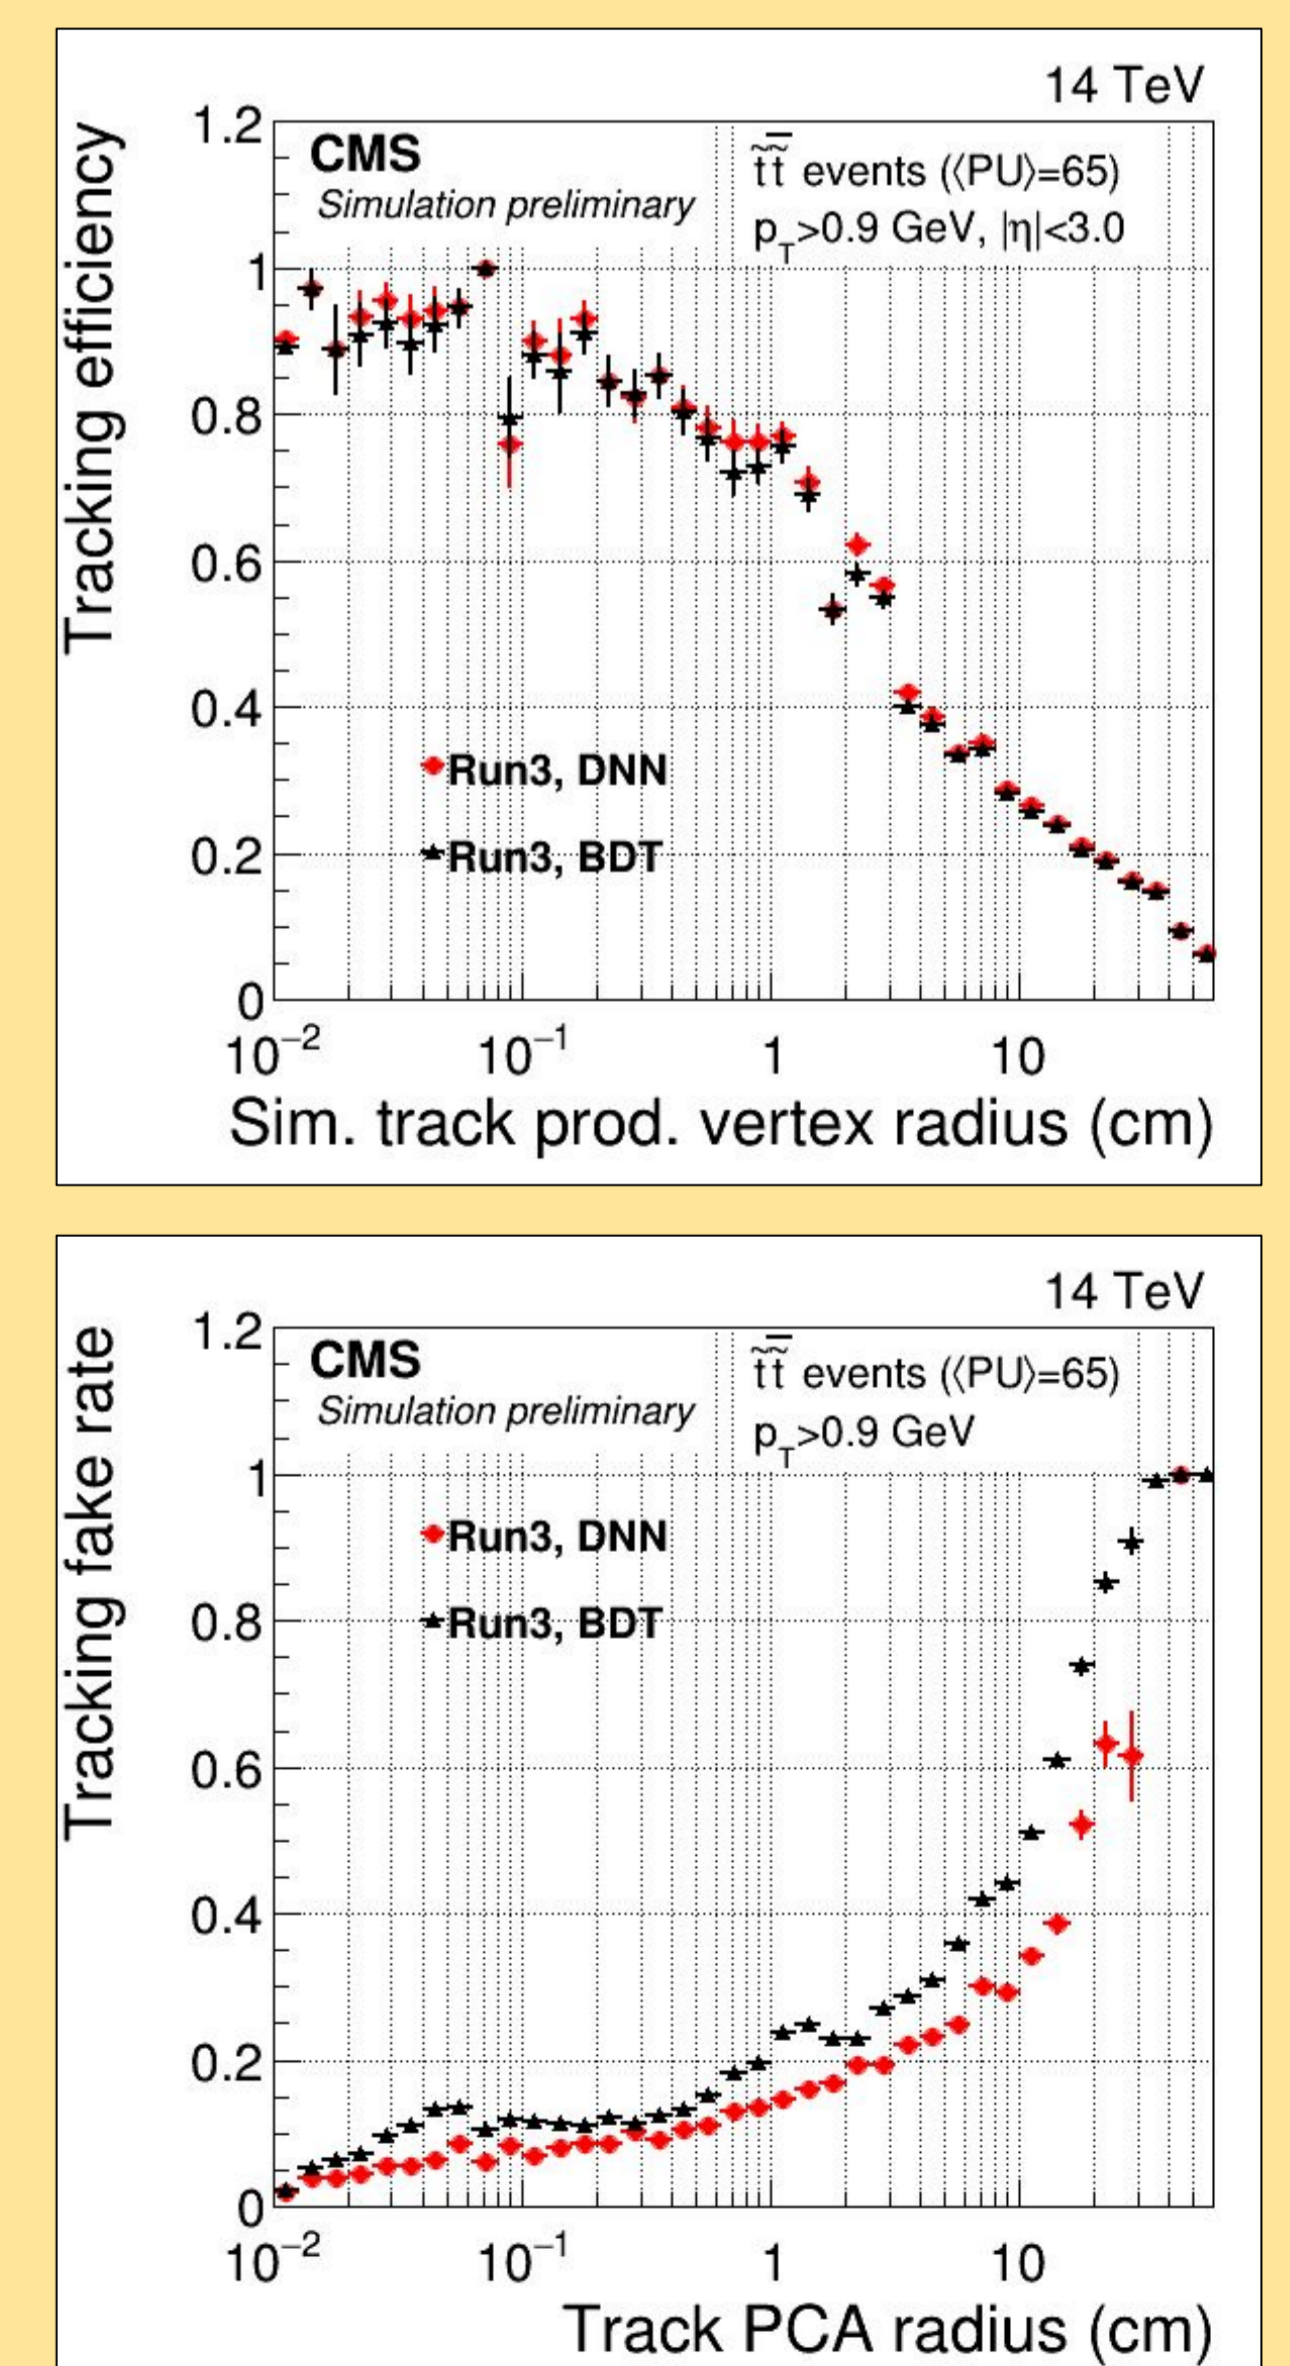 14 TeV
1.2
CMS
Simulation preliminary
t̃t̃̅ events (⟨PU⟩=65)
p_T>0.9 GeV, |η|<3.0
Tracking efficiency
1
0.8
0.6
0.4
0.2
0
Run3, DNN
Run3, BDT
10⁻²
10⁻¹
1
10
Sim. track prod. vertex radius (cm)
14 TeV
1.2
CMS
Simulation preliminary
t̃t̃̅ events (⟨PU⟩=65)
p_T>0.9 GeV
Tracking fake rate
1
0.8
0.6
0.4
0.2
0
Run3, DNN
Run3, BDT
10⁻²
10⁻¹
1
10
Track PCA radius (cm)